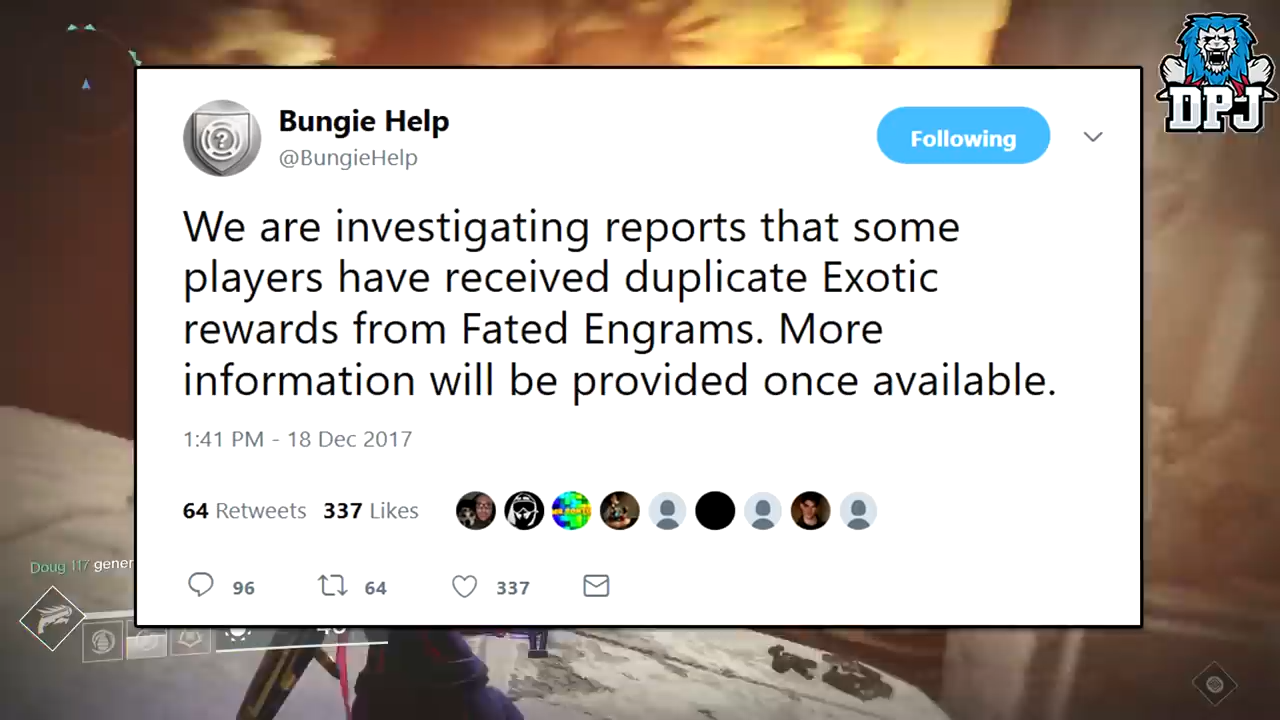 DPJ
Bungie Help
@BungieHelp
Following
We are investigating reports that some
players have received duplicate Exotic
rewards from Fated Engrams. More
information will be provided once available.
1:41 PM - 18 Dec 2017
64 Retweets 337 Likes
96 64 337
Doug 117 gener